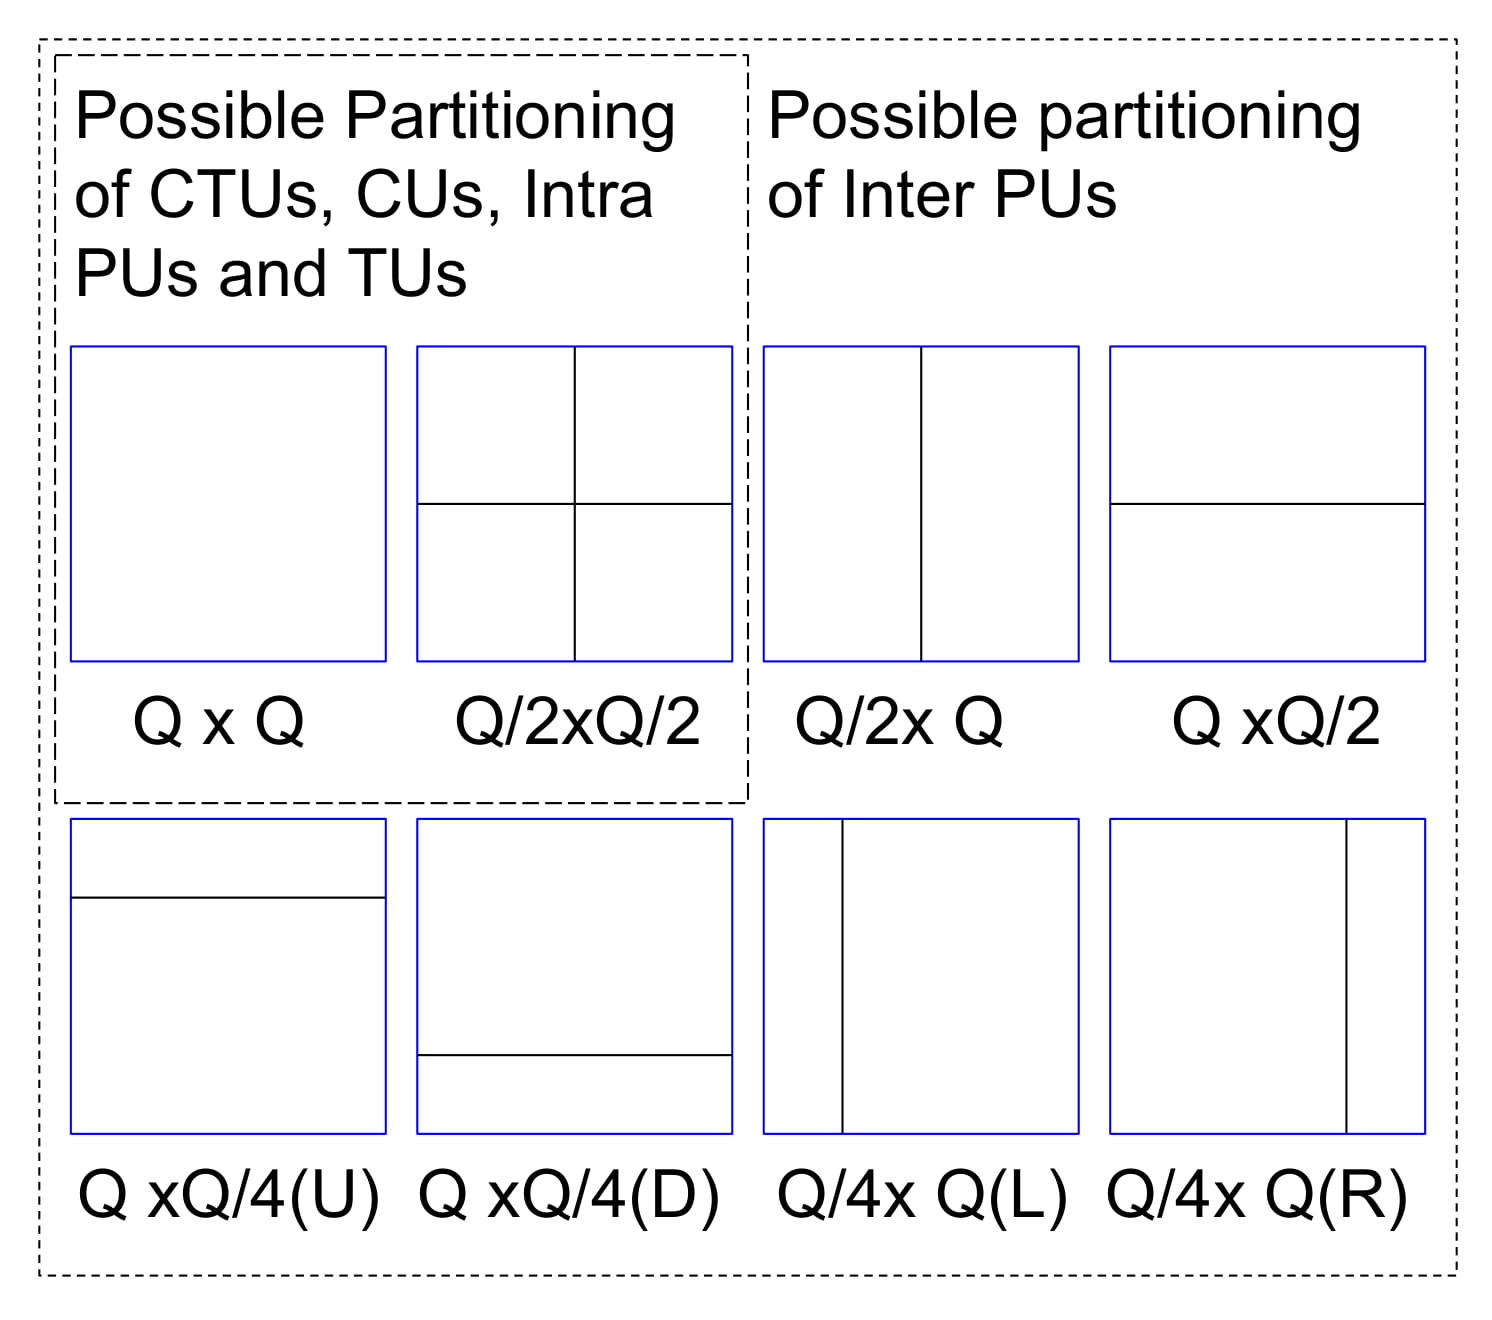 Possible Partitioning
of CTUs, CUs, Intra
PUs and TUs
Possible partitioning
of Inter PUs
Q x Q
Q/2xQ/2
Q/2x Q
Q xQ/2
Q xQ/4(U)
Q xQ/4(D)
Q/4x Q(L)
Q/4x Q(R)